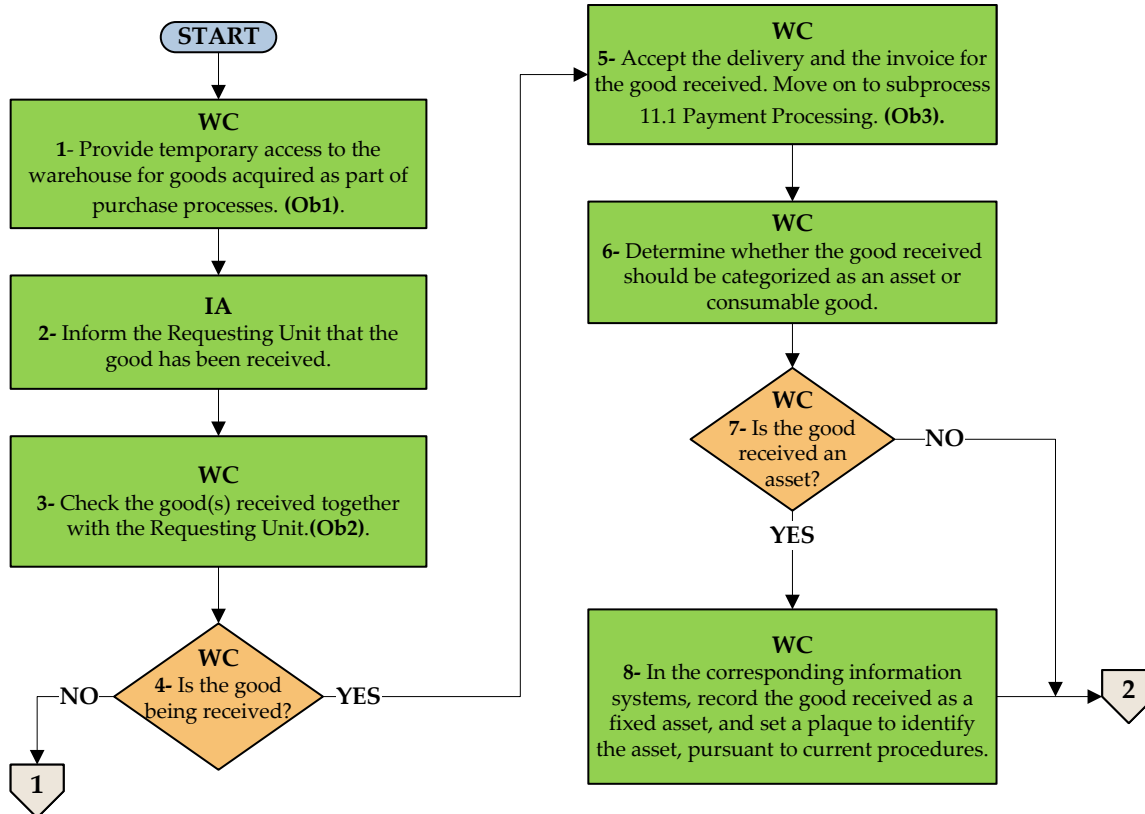 START
WC
1- Provide temporary access to the
warehouse for goods acquired as part of
purchase processes. (Ob1).
IA
2- Inform the Requesting Unit that the
good has been received.
WC
3- Check the good(s) received together
with the Requesting Unit.(Ob2).
WC
4- Is the good
being received?
NO
YES
1
WC
5- Accept the delivery and the invoice for
the good received. Move on to subprocess
11.1 Payment Processing. (Ob3).
WC
6- Determine whether the good received
should be categorized as an asset or
consumable good.
WC
7- Is the good
received an
asset?
NO
YES
WC
8- In the corresponding information
systems, record the good received as a
fixed asset, and set a plaque to identify
the asset, pursuant to current procedures.
2